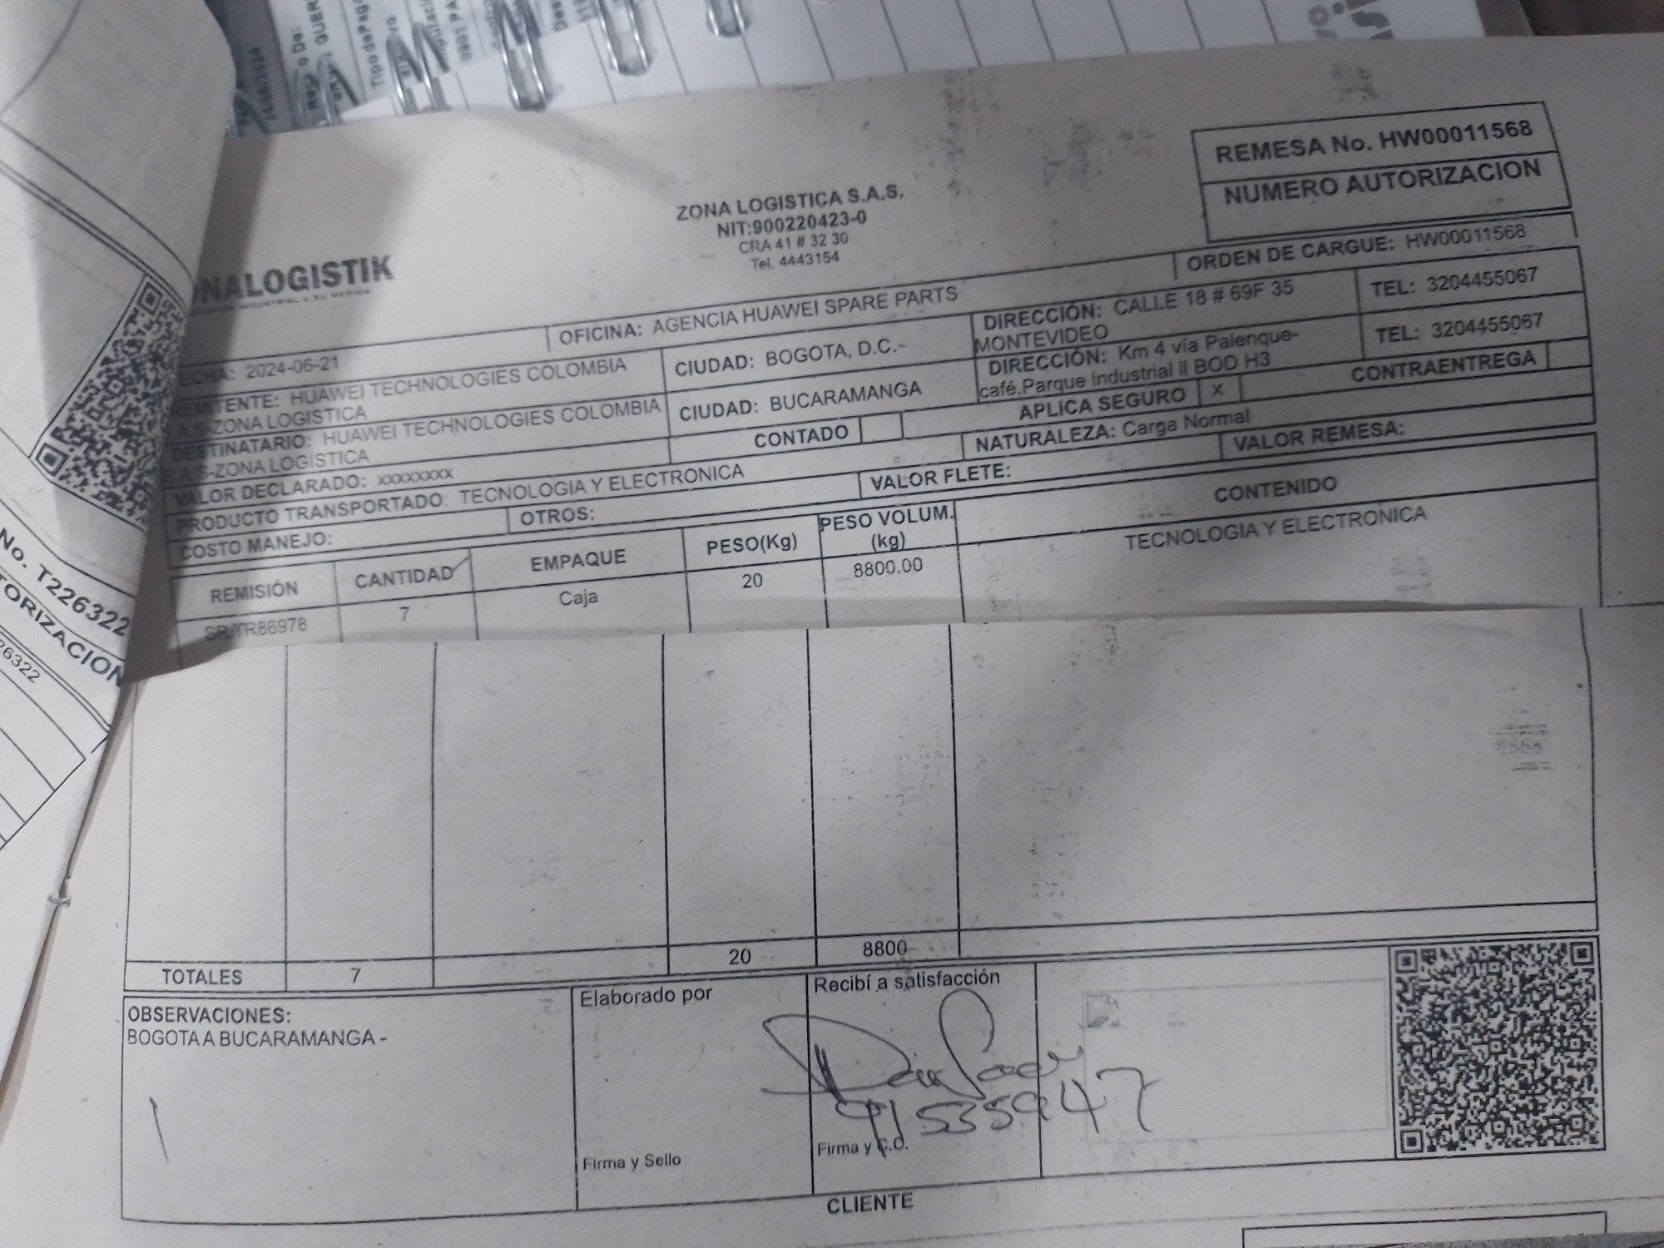 REMESA No. HW00011568
NUMERO AUTORIZACION
ZONA LOGISTICA S.A.S.
NIT:900220423-0
CRA 41 # 32 30
Tel. 4443154
NALOGISTIK
ORDEN DE CARGUE: HW00011568
ECHA: 2024-06-21
OFICINA: AGENCIA HUAWEI SPARE PARTS
REMITENTE: HUAWEI TECHNOLOGIES COLOMBIA
S.A.S-ZONA LOGISTICA
CIUDAD: BOGOTA, D.C.-
DIRECCIÓN: CALLE 18 # 69F 35
MONTEVIDEO
TEL: 3204455067
DESTINATARIO: HUAWEI TECHNOLOGIES COLOMBIA
S.A.S-ZONA LOGISTICA
CIUDAD: BUCARAMANGA
DIRECCIÓN: Km 4 via Palenque-
café,Parque industrial II BOD H3
TEL: 3204455067
VALOR DECLARADO: xxxxxxxx
CONTADO
APLICA SEGURO X
CONTRAENTREGA
PRODUCTO TRANSPORTADO: TECNOLOGIA Y ELECTRONICA
NATURALEZA: Carga Normal
COSTO MANEJO:
OTROS:
VALOR FLETE:
VALOR REMESA:
REMISIÓN
CANTIDAD
EMPAQUE
PESO(Kg)
PESO VOLUM.
(kg)
CONTENIDO
SR/TR86978
7
Caja
20
8800.00
TECNOLOGIA Y ELECTRONICA
TOTALES
7
20
8800
OBSERVACIONES:
BOGOTA A BUCARAMANGA -
Elaborado por
Firma y Sello
Recibí a satisfacción
91535947
Firma y C.C.
CLIENTE
No. T226322
TORIZACION
26322